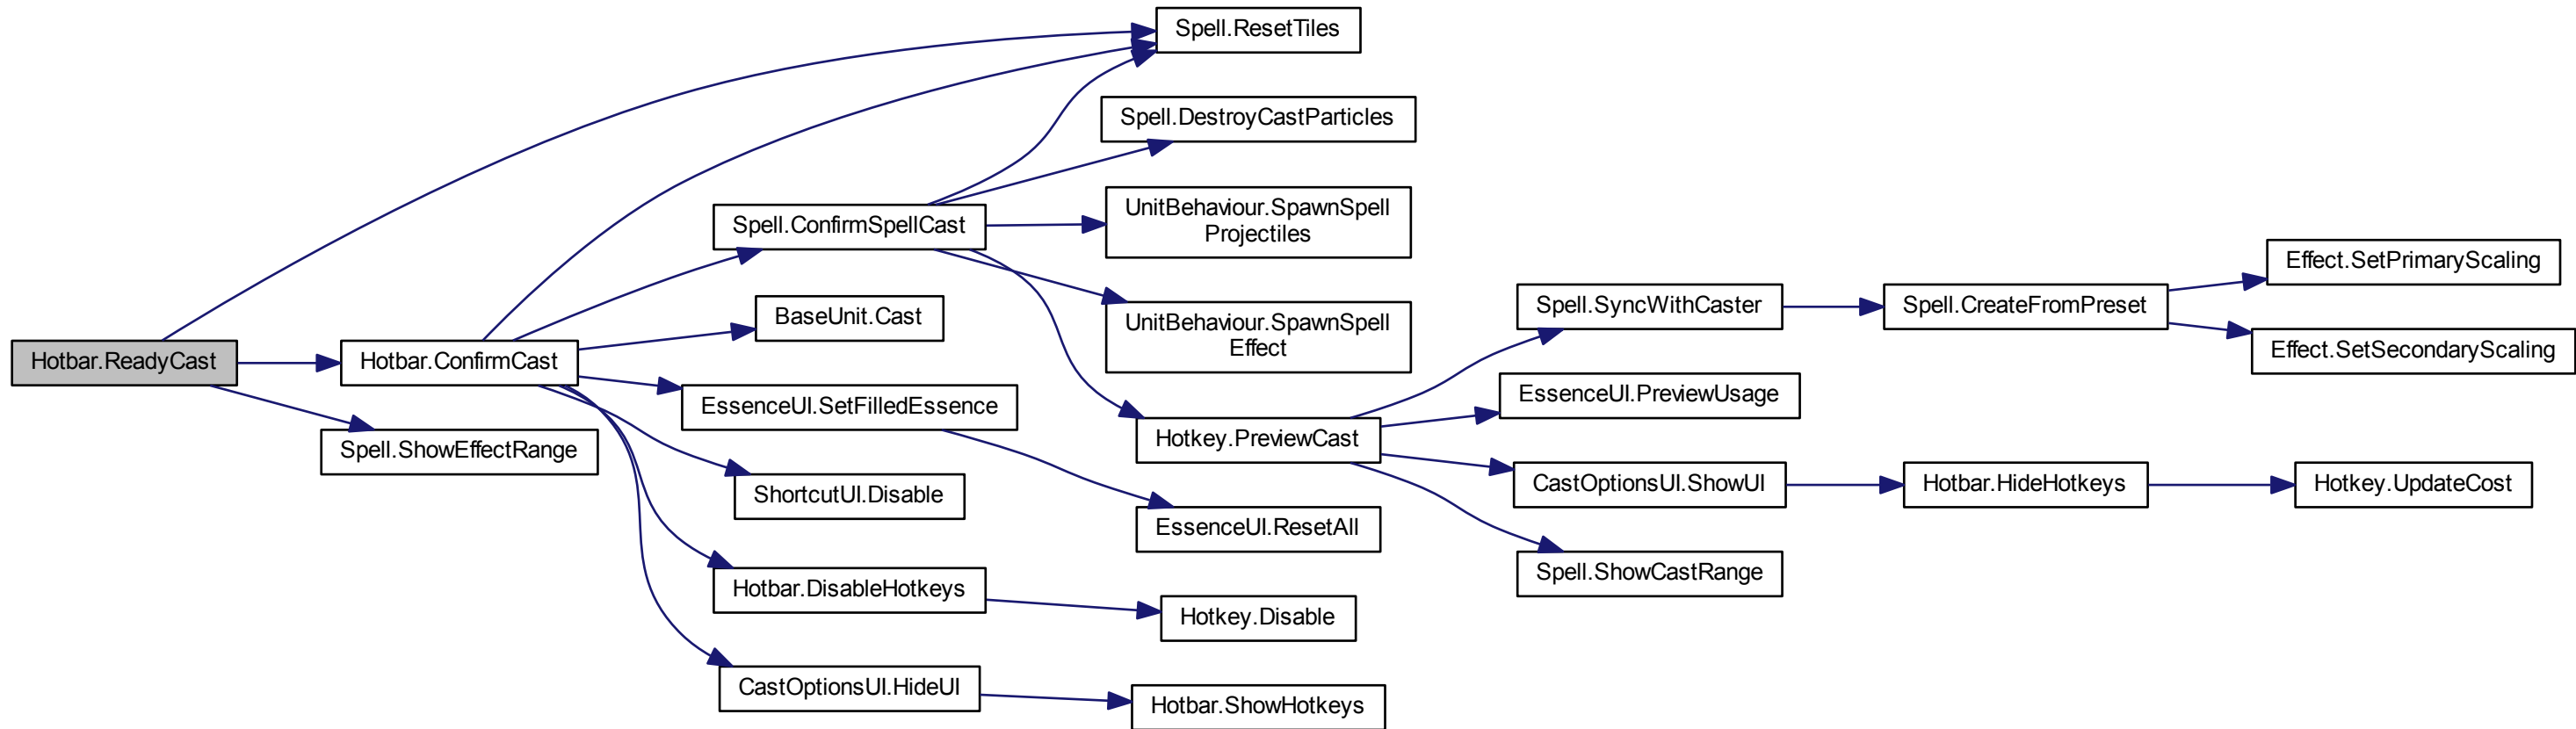 Spell.ResetTiles
Spell.DestroyCastParticles
UnitBehaviour.SpawnSpell
Projectiles
Spell.ConfirmSpellCast
Effect.SetPrimaryScaling
Spell.SyncWithCaster
Spell.CreateFromPreset
BaseUnit.Cast
UnitBehaviour.SpawnSpell
Effect
Effect.SetSecondaryScaling
Hotbar.ReadyCast
Hotbar.ConfirmCast
EssenceUI.PreviewUsage
EssenceUI.SetFilledEssence
Hotkey.PreviewCast
Spell.ShowEffectRange
CastOptionsUI.ShowUI
Hotbar.HideHotkeys
Hotkey.UpdateCost
ShortcutUI.Disable
EssenceUI.ResetAll
Spell.ShowCastRange
Hotbar.DisableHotkeys
Hotkey.Disable
CastOptionsUI.HideUI
Hotbar.ShowHotkeys